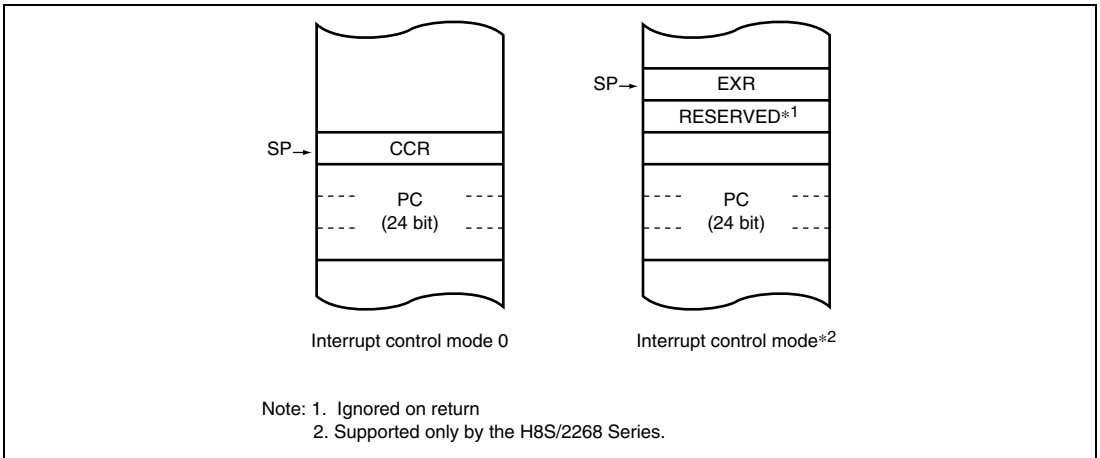 SP→
CCR
PC
(24 bit)
Interrupt control mode 0
SP→
EXR
RESERVED*1
PC
(24 bit)
Interrupt control mode*2
Note: 1. Ignored on return
2. Supported only by the H8S/2268 Series.